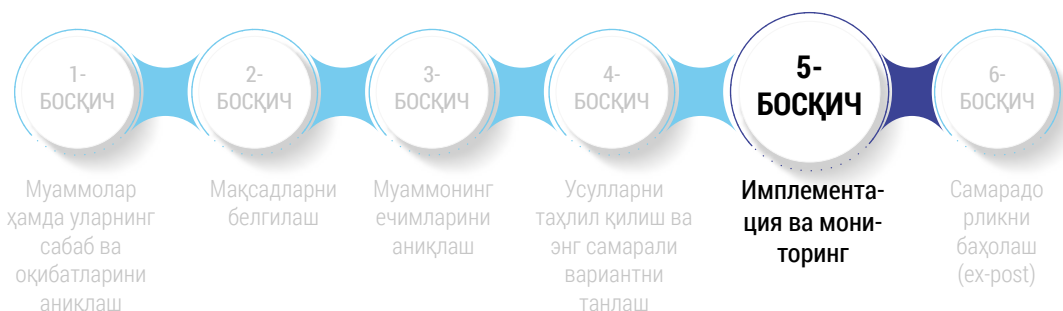 1-
БОСҚИЧ
2-
БОСҚИЧ
3-
БОСҚИЧ
4-
БОСҚИЧ
5-
БОСҚИЧ
6-
БОСҚИЧ
Муаммолар
ҳамда уларнинг
сабаб ва
оқибатларини
аниқлаш
Мақсадларни
белгилаш
Муаммонинг
ечимларини
аниқлаш
Усулларни
таҳлил қилиш ва
энг самарали
вариантни
танлаш
Имплемента-
ция ва мони-
торинг
Самарадо
рликни
баҳолаш
(ex-post)